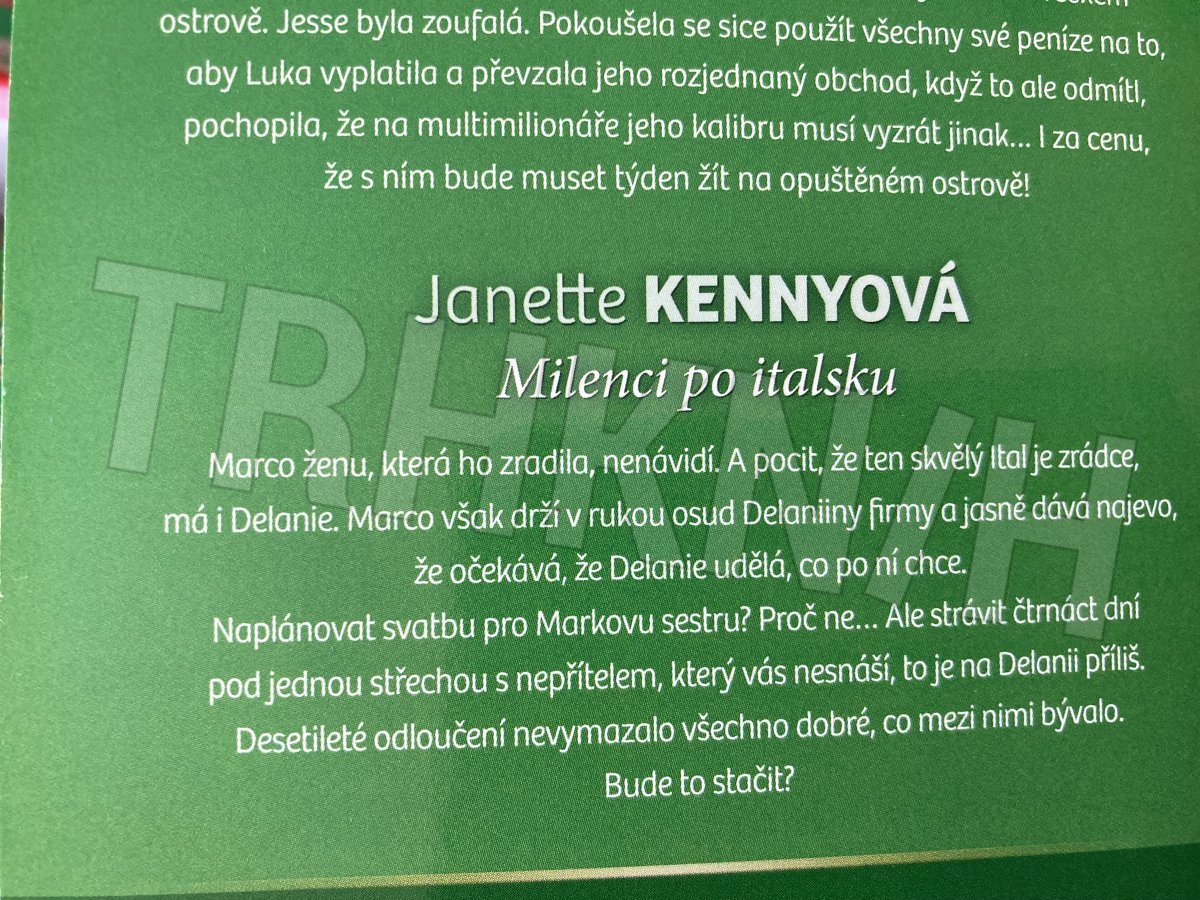 ostrově. Jesse byla zoufalá. Pokoušela se sice použít všechny své peníze na to,
aby Luka vyplatila a převzala jeho rozjednaný obchod, když to ale odmítl,
pochopila, že na multimilionáře jeho kalibru musí vyzrát jinak... I za cenu,
že s ním bude muset týden žít na opuštěném ostrově!
Janette KENNYOVÁ
Milenci po italsku
Marco ženu, která ho zradila, nenávidí. A pocit, že ten skvělý Ital je zrádce,
má i Delanie. Marco však drží v rukou osud Delaniiny firmy a jasně dává najevo,
že očekává, že Delanie udělá, co po ní chce.
Naplánovat svatbu pro Markovu sestru? Proč ne... Ale strávit čtrnáct dní
pod jednou střechou s nepřítelem, který vás nesnáší, to je na Delanii příliš.
Desetileté odloučení nevymazalo všechno dobré, co mezi nimi bývalo.
Bude to stačit?
TRHKN/H